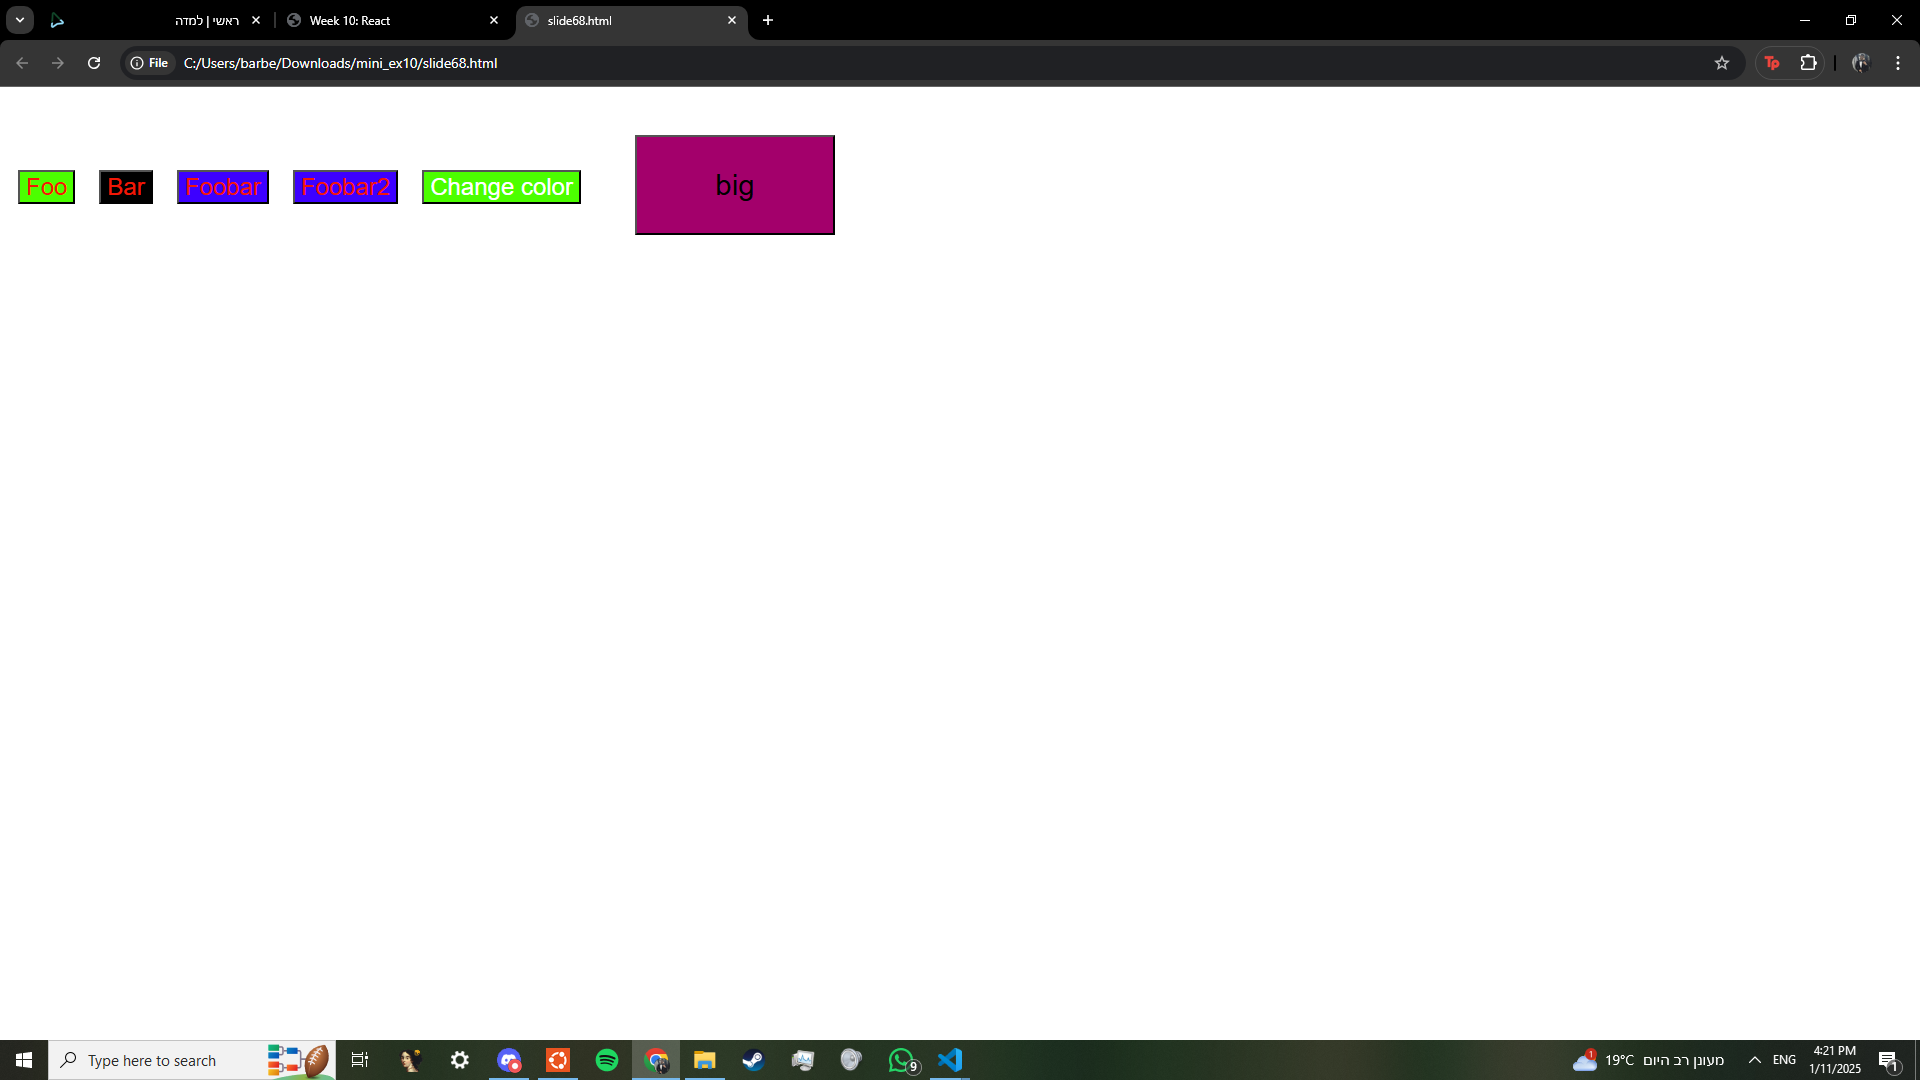 ראשי | למדה
Week 10: React
slide68.html
File
C:/Users/barbe/Downloads/mini_ex10/slide68.html
Tp
Foo
Bar
Foobar
Foobar2
Change color
big
Type here to search
9
1
19°C
מעונן רב היום
ENG
4:21 PM
1/11/2025
1